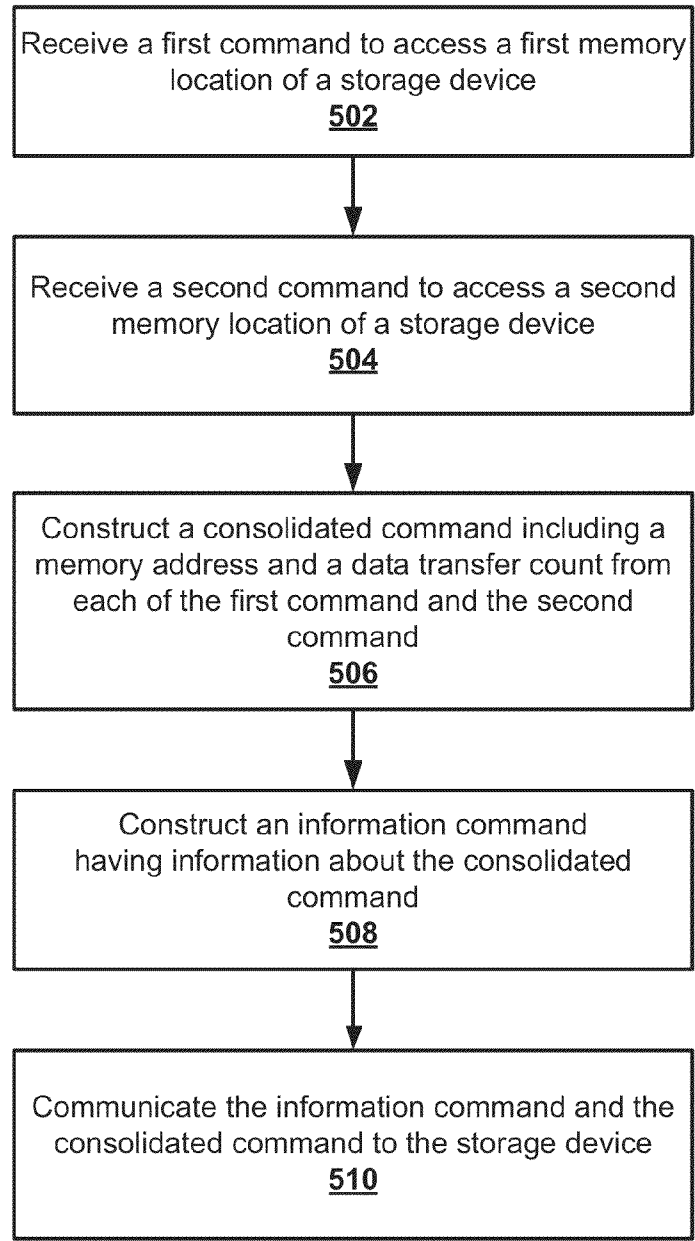 Receive a first command to access a first memory
location of a storage device
502
Receive a second command to access a second
memory location of a storage device
504
Construct a consolidated command including a
memory address and a data transfer count from
each of the first command and the second
command
506
Construct an information command
having information about the consolidated
command
508
Communicate the information command and the
consolidated command to the storage device
510